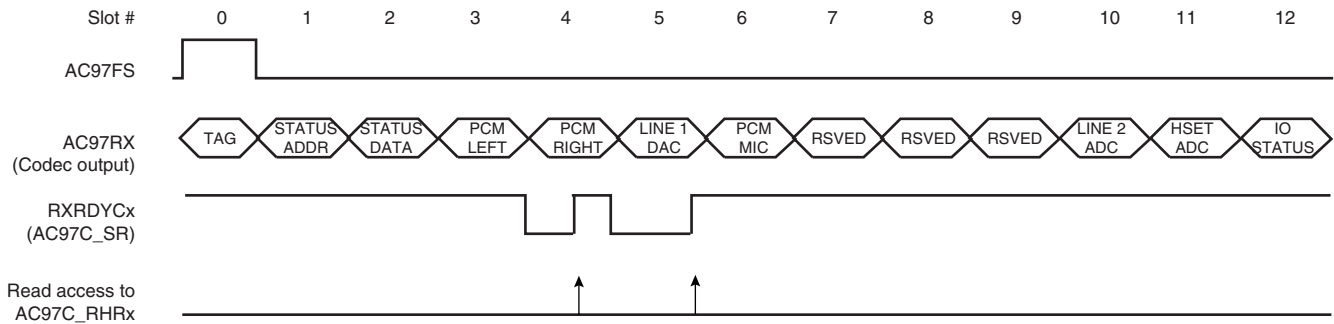 Slot # 0 1 2 3 4 5 6 7 8 9 10 11 12
AC97FS
AC97RX
(Codec output)
TAG
STATUS
ADDR
STATUS
DATA
PCM
LEFT
PCM
RIGHT
LINE 1
DAC
PCM
MIC
RSVED
RSVED
RSVED
LINE 2
ADC
HSET
ADC
IO
STATUS
RXRDYCx
(AC97C_SR)
Read access to
AC97C_RHRx